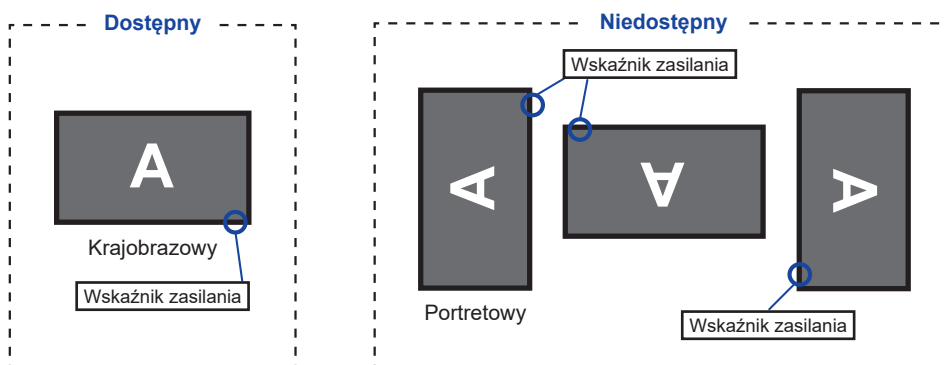 Dostępny
A
Krajobrazowy
Wskaźnik zasilania
Niedostępny
Wskaźnik zasilania
A
A
A
Portretowy
Wskaźnik zasilania